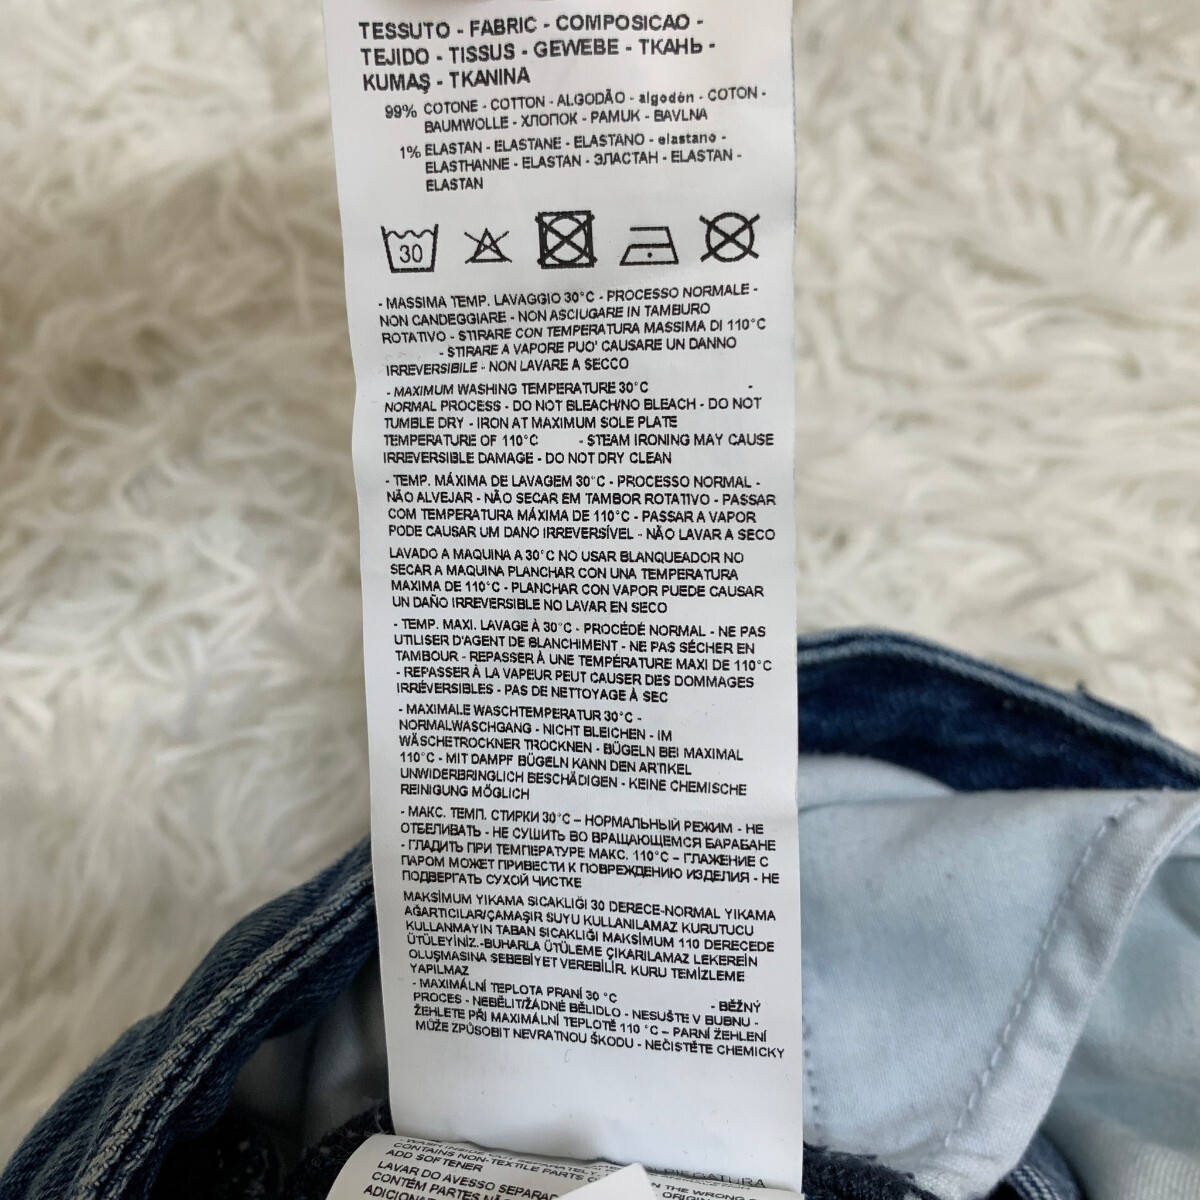 TESSUTO - FABRIC - COMPOSICAO -
TEJIDO - TISSUS - GEWEBE - ТКАНЬ -
KUMAŞ - TKANINA
99% COTONE - COTTON - ALGODÃO - algodón - COTON -
BAUMWOLLE - ХЛОПОК - PAMUK - BAVLNA
1% ELASTAN - ELASTANE - ELASTANO - elastano -
ELASTHANNE - ELASTAN - ЭЛАСТАН - ELASTAN -
ELASTAN
30
- MASSIMA TEMP. LAVAGGIO 30°C - PROCESSO NORMALE -
NON CANDEGGIARE - NON ASCIUGARE IN TAMBURO
ROTATIVO - STIRARE CON TEMPERATURA MASSIMA DI 110°C
- STIRARE A VAPORE PUO' CAUSARE UN DANNO
IRREVERSIBILE - NON LAVARE A SECCO
- MAXIMUM WASHING TEMPERATURE 30°C -
NORMAL PROCESS - DO NOT BLEACH/NO BLEACH - DO NOT
TUMBLE DRY - IRON AT MAXIMUM SOLE PLATE
TEMPERATURE OF 110°C - STEAM IRONING MAY CAUSE
IRREVERSIBLE DAMAGE - DO NOT DRY CLEAN
- TEMP. MÁXIMA DE LAVAGEM 30°C - PROCESSO NORMAL -
NÃO ALVEJAR - NÃO SECAR EM TAMBOR ROTATIVO - PASSAR
COM TEMPERATURA MÁXIMA DE 110°C - PASSAR A VAPOR
PODE CAUSAR UM DANO IRREVERSÍVEL - NÃO LAVAR A SECO
LAVADO A MAQUINA A 30°C NO USAR BLANQUEADOR NO
SECAR A MAQUINA PLANCHAR CON UNA TEMPERATURA
MAXIMA DE 110°C - PLANCHAR CON VAPOR PUEDE CAUSAR
UN DAÑO IRREVERSIBLE NO LAVAR EN SECO
- TEMP. MAXI. LAVAGE À 30°C - PROCÉDÉ NORMAL - NE PAS
UTILISER D'AGENT DE BLANCHIMENT - NE PAS SÉCHER EN
TAMBOUR - REPASSER À UNE TEMPÉRATURE MAXI DE 110°C
- REPASSER À LA VAPEUR PEUT CAUSER DES DOMMAGES
IRRÉVERSIBLES - PAS DE NETTOYAGE À SEC
- MAXIMALE WASCHTEMPERATUR 30°C -
NORMALWASCHGANG - NICHT BLEICHEN - IM
WÄSCHETROCKNER TROCKNEN - BÜGELN BEI MAXIMAL
110°C - MIT DAMPF BÜGELN KANN DEN ARTIKEL
UNWIDERBRINGLICH BESCHÄDIGEN - KEINE CHEMISCHE
REINIGUNG MÖGLICH
- МАКС. ТЕМП. СТИРКИ 30°C – НОРМАЛЬНЫЙ РЕЖИМ - НЕ
ОТБЕЛИВАТЬ - НЕ СУШИТЬ ВО ВРАЩАЮЩЕМСЯ БАРАБАНЕ
- ГЛАДИТЬ ПРИ ТЕМПЕРАТУРЕ МАКС. 110°C – ГЛАЖЕНИЕ С
ПАРОМ МОЖЕТ ПРИВЕСТИ К ПОВРЕЖДЕНИЮ ИЗДЕЛИЯ - НЕ
ПОДВЕРГАТЬ СУХОЙ ЧИСТКЕ
MAKSİMUM YIKAMA SICAKLIĞI 30 DERECE-NORMAL YIKAMA
AĞARTICILAR/ÇAMAŞIR SUYU KULLANILAMAZ KURUTUCU
KULLANMAYIN TABAN SICAKLIĞI MAKSİMUM 110 DERECEDE
ÜTÜLEYİNİZ.-BUHARLA ÜTÜLEME ÇIKARILAMAZ LEKEREİN
OLUŞMASINA SEBEBİYET VEREBİLİR. KURU TEMİZLEME
YAPILMAZ
- MAXIMÁLNÍ TEPLOTA PRANÍ 30 °C - BĚŽNÝ
PROCES - NEBĚLIT/ŽÁDNÉ BĚLIDLO - NESUŠTE V BUBNU -
ŽEHLETE PŘI MAXIMÁLNÍ TEPLOTĚ 110 °C – PARNÍ ŽEHLENÍ
MŮŽE ZPŮSOBIT NEVRATNOU ŠKODU - NEČISTĚTE CHEMICKY
- WASH INSIDE OUT SEPARATELY
CONTAINS NON-TEXTILE PARTS
ADD SOFTENER
LAVAR DO AVESSO SEPARA
CONTÉM PARTES NÃO
ON THE WRONG